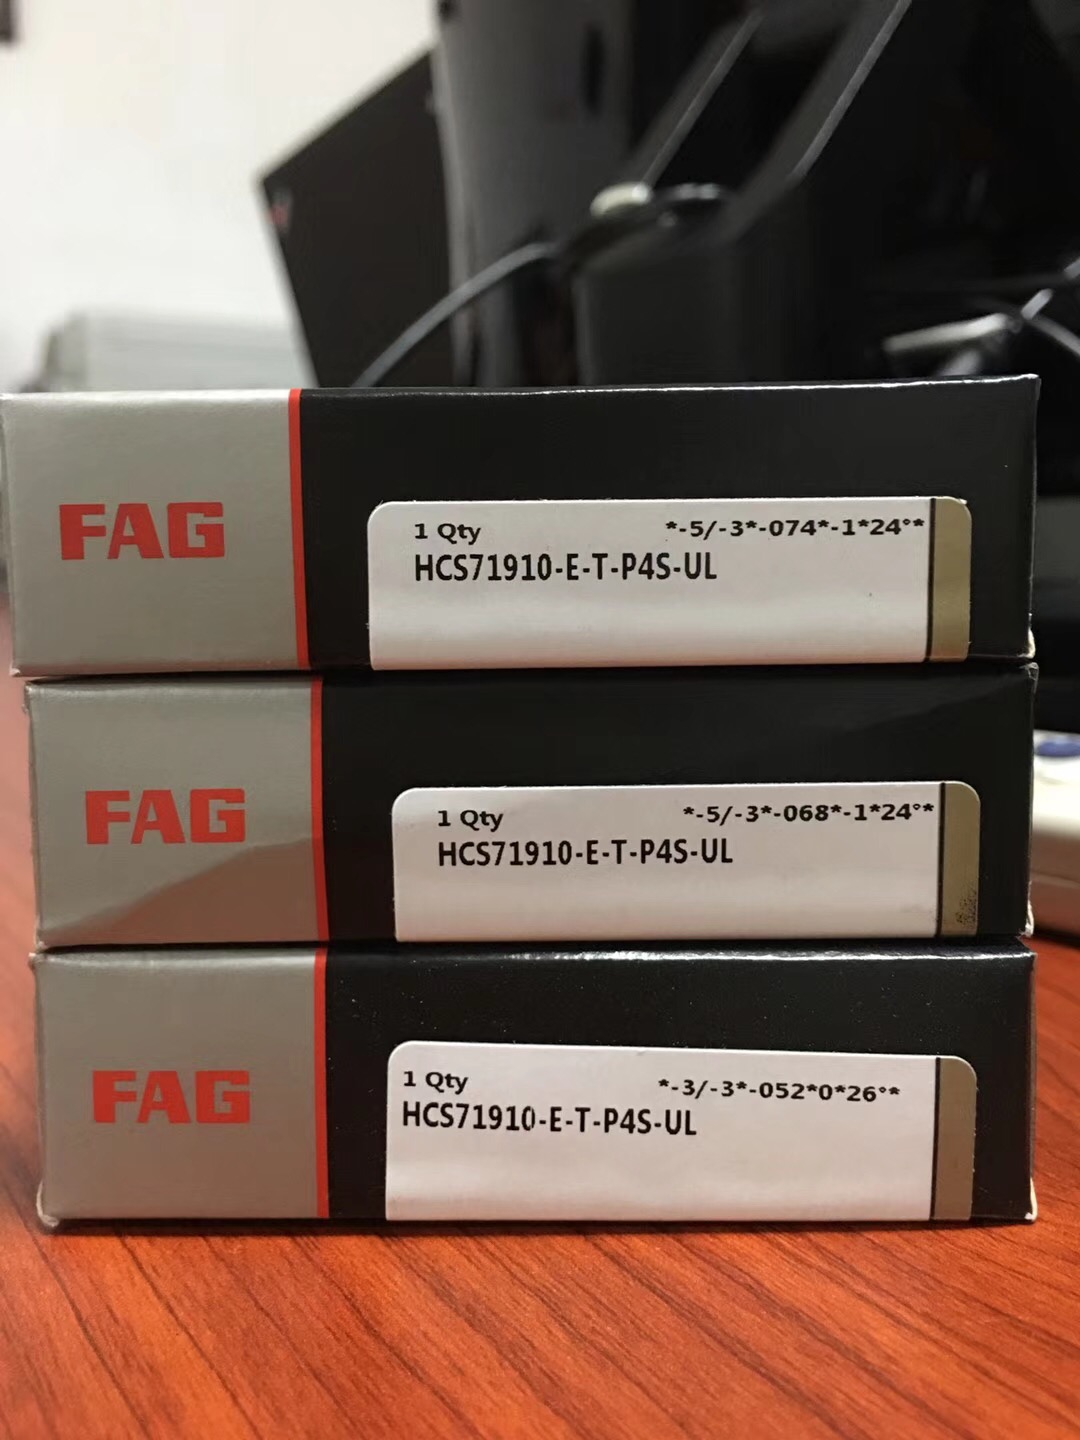 FAG
1 Qty *-5/-3*-074*-1*24°*
HCS71910-E-T-P4S-UL
FAG
1 Qty *-5/-3*-068*-1*24°*
HCS71910-E-T-P4S-UL
FAG
1 Qty *-3/-3*-052*0*26°*
HCS71910-E-T-P4S-UL